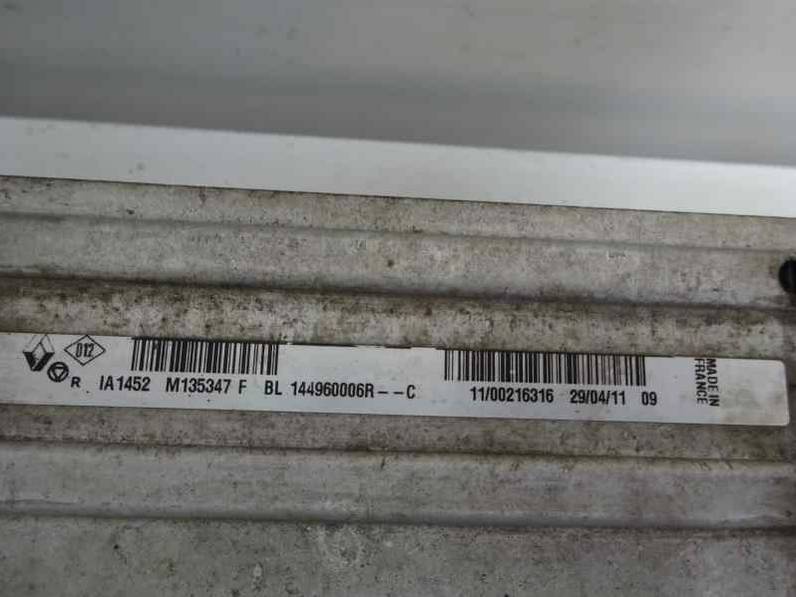 D12
R IA1452 M135347 F BL 144960006R--C 11/00216316 29/04/11 09
MADE IN
FRANCE